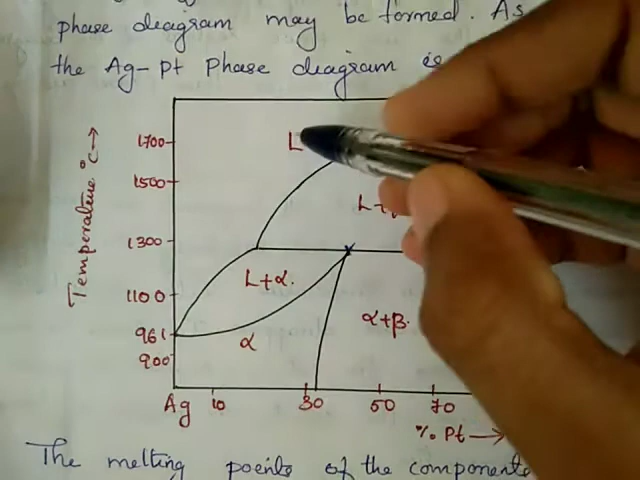 phase diagram may be formed. As
the Ag-Pt Phase diagram is
Temperature °C→
1700
1500
1300
1100
961
900
L
L+α.
α
α+β.
Ag 10 30 50 70
% Pt→
The melting points of the components